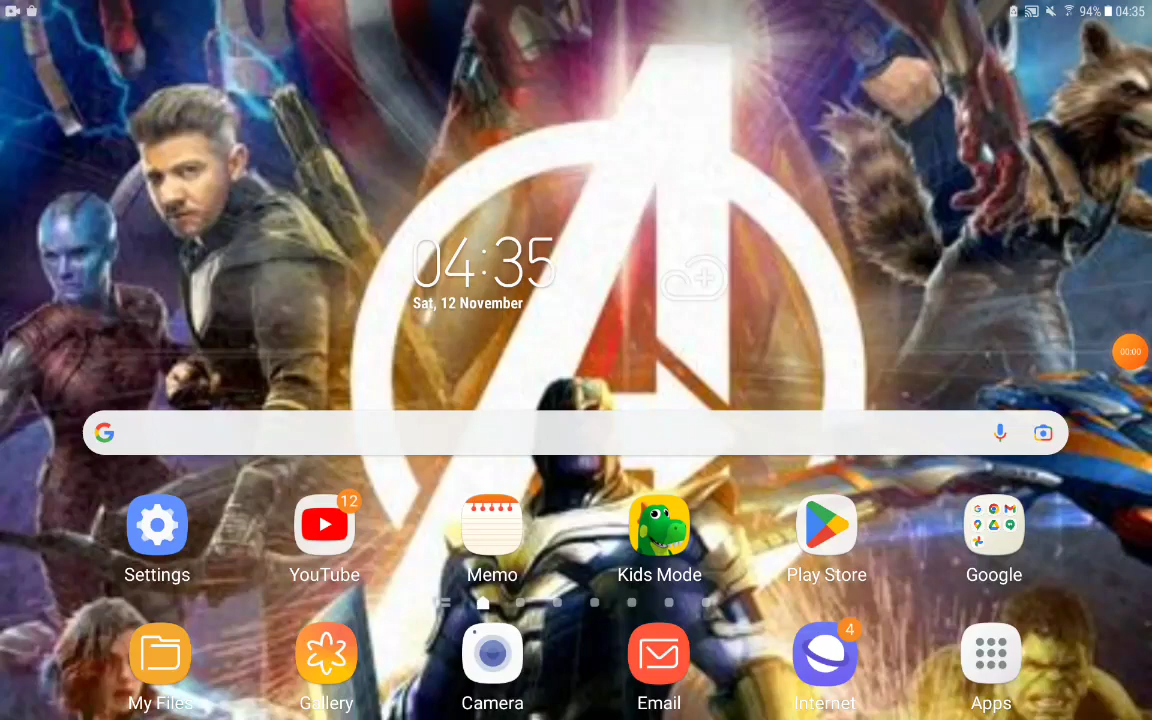 94% 04:35
04:35
Sat, 12 November
00:00
12
Settings YouTube Memo Kids Mode Play Store Google
4
My Files Gallery Camera Email Internet Apps